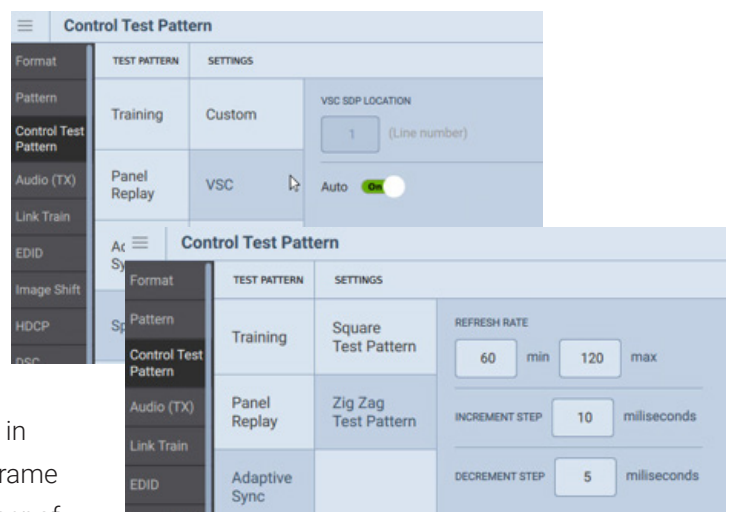 Control Test Pattern
Format
TEST PATTERN
SETTINGS
Pattern
Training
Custom
VSC SDP LOCATION
1
(Line number)
Control Test
Pattern
Audio (TX)
Panel
Replay
VSC
Auto
On
Link Train
EDID
Image Shift
HDCP
Control Test Pattern
Format
TEST PATTERN
SETTINGS
Pattern
Training
Square
Test Pattern
REFRESH RATE
60
min
120
max
Control Test
Pattern
Audio (TX)
Panel
Replay
Zig Zag
Test Pattern
INCREMENT STEP
10
miliseconds
Link Train
EDID
Adaptive
Sync
DECREMENT STEP
5
miliseconds
in